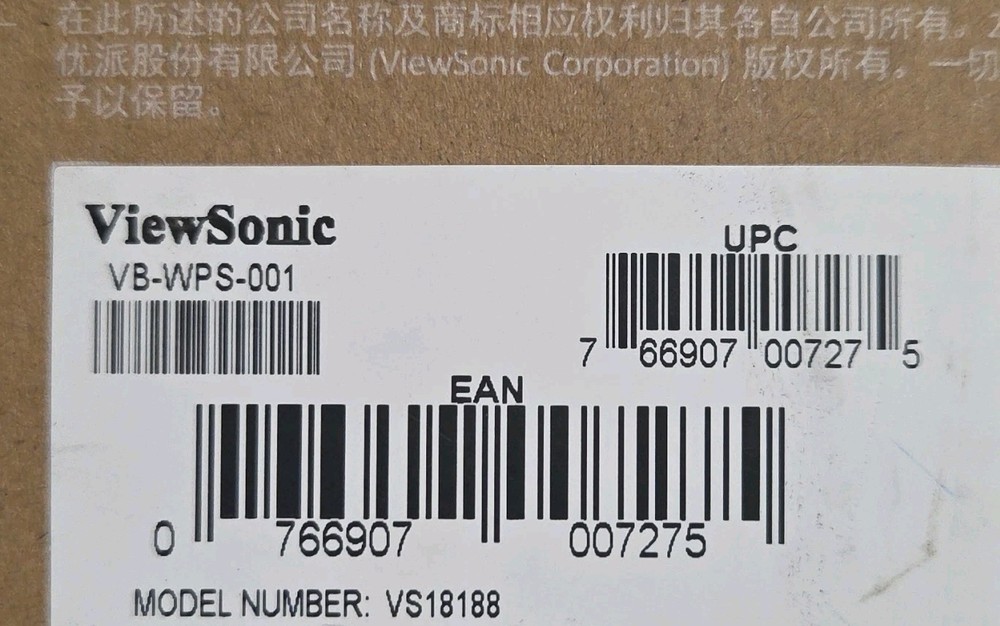 在此所述的公司名称及商标相应权利归其各自公司所有。
优派股份有限公司 (ViewSonic Corporation) 版权所有。一切
予以保留。
ViewSonic
VB-WPS-001
UPC
7 66907 00727 5
EAN
0 766907 007275
MODEL NUMBER: VS18188